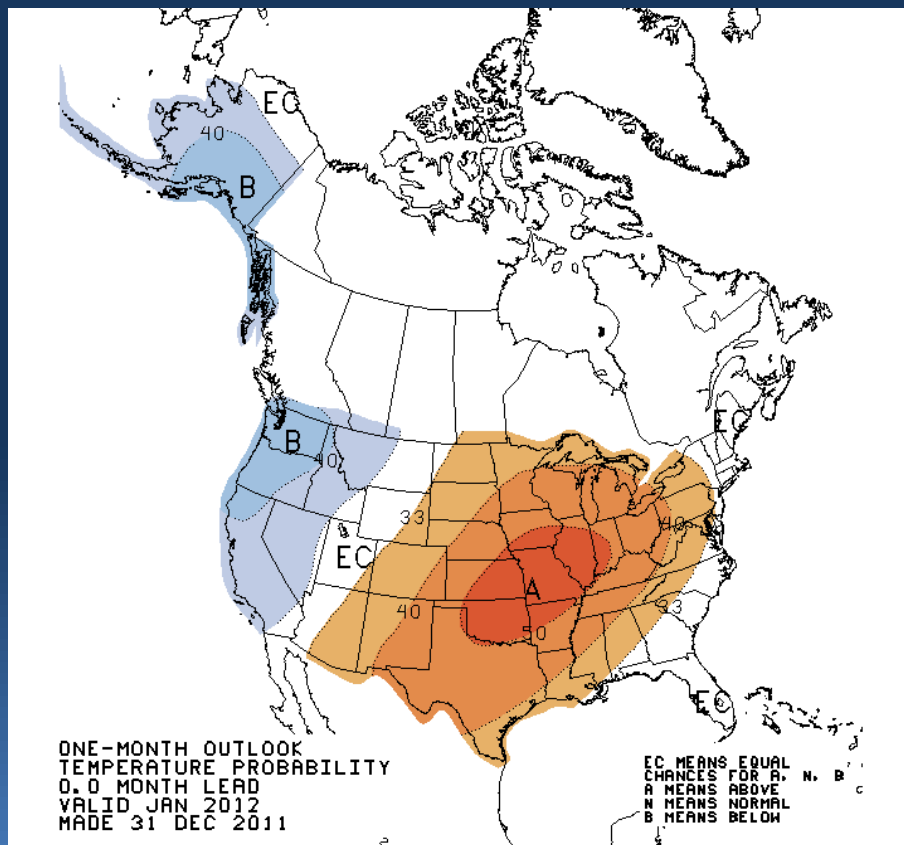 EC
40
B
EC
B
40
33
40
EC
A
40
33
50
EC
ONE-MONTH OUTLOOK
TEMPERATURE PROBABILITY
0.0 MONTH LEAD
VALID JAN 2012
MADE 31 DEC 2011
EC MEANS EQUAL
CHANCES FOR A, N, B
A MEANS ABOVE
N MEANS NORMAL
B MEANS BELOW